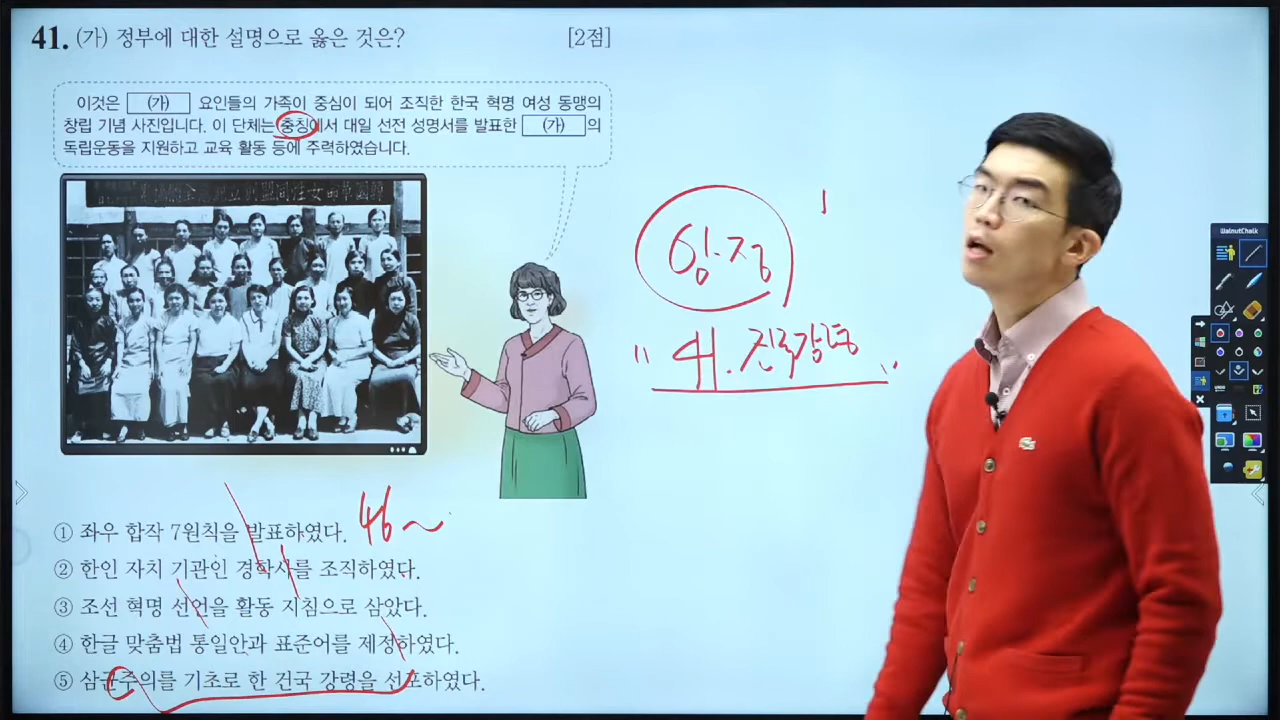 41. (가) 정부에 대한 설명으로 옳은 것은? [2점]
이것은 (가) 요인들의 가족이 중심이 되어 조직한 한국 혁명 여성 동맹의
창립 기념 사진입니다. 이 단체는 충칭에서 대일 선전 성명서를 발표한 (가) 의
독립운동을 지원하고 교육 활동 등에 주력하였습니다.
임·정
" 41. 건국강령 "
① 좌우 합작 7원칙을 발표하였다. 46~
② 한인 자치 기관인 경학사를 조직하였다.
③ 조선 혁명 선언을 활동 지침으로 삼았다.
④ 한글 맞춤법 통일안과 표준어를 제정하였다.
⑤ 삼균주의를 기초로 한 건국 강령을 선포하였다.
WalnutChalk